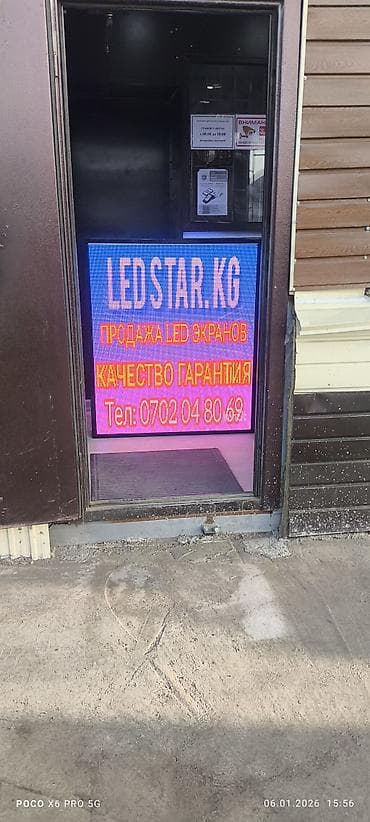 ВНИМАНИЕ
LEDSTAR.KG
ПРОДАЖА LED ЭКРАНОВ
КАЧЕСТВО ГАРАНТИЯ
Тел: 0702 04 80 69
POCO X6 PRO 5G
06.01.2026 15:56